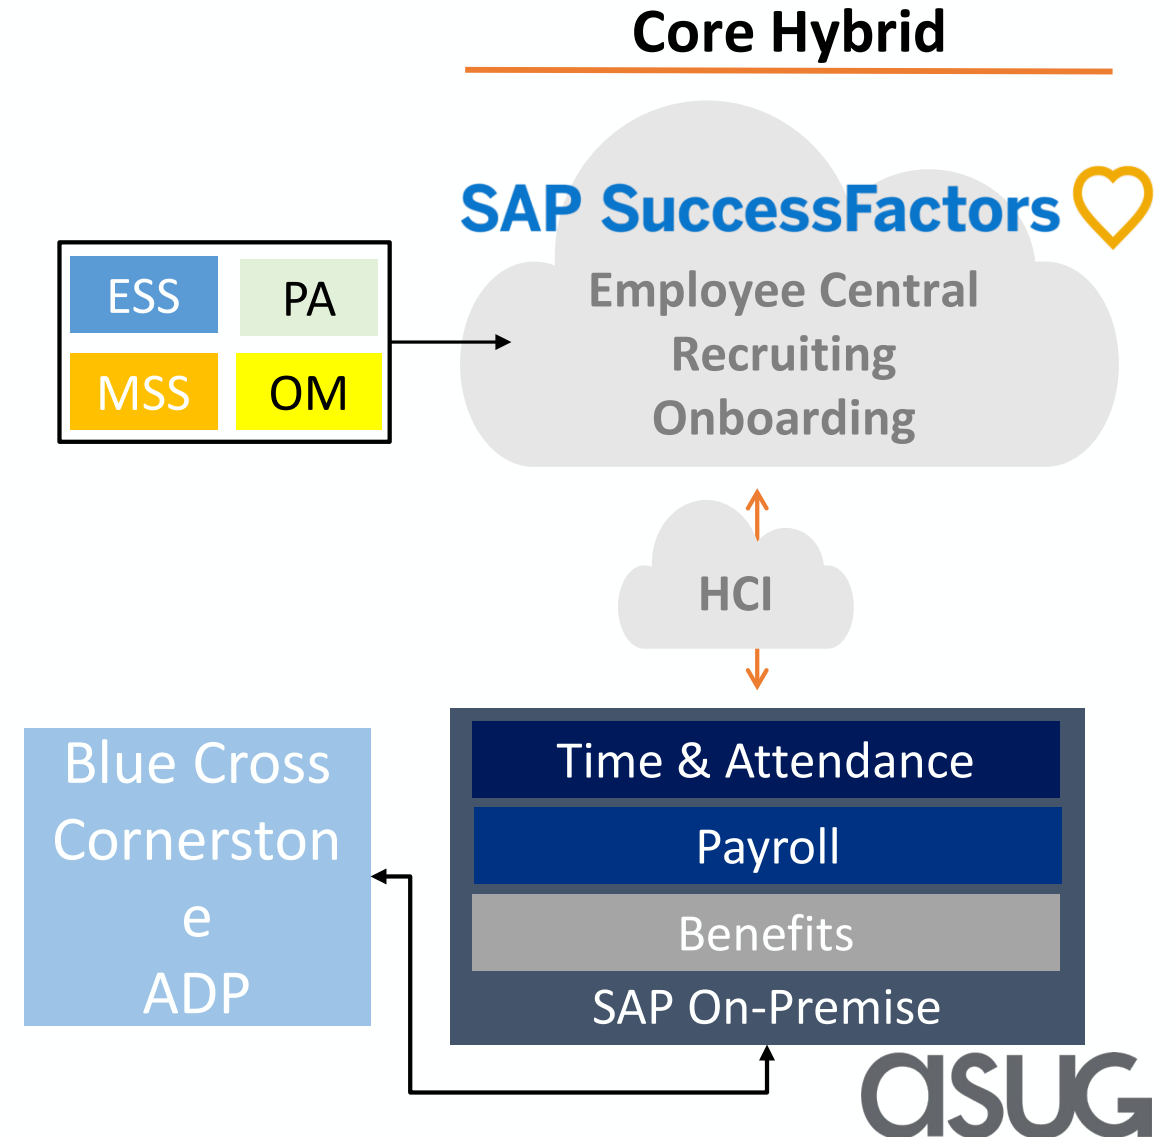 Core Hybrid
SAP SuccessFactors
ESS
PA
MSS
OM
Employee Central
Recruiting
Onboarding
HCI
Blue Cross
Cornerston
e
ADP
Time & Attendance
Payroll
Benefits
SAP On-Premise
asug